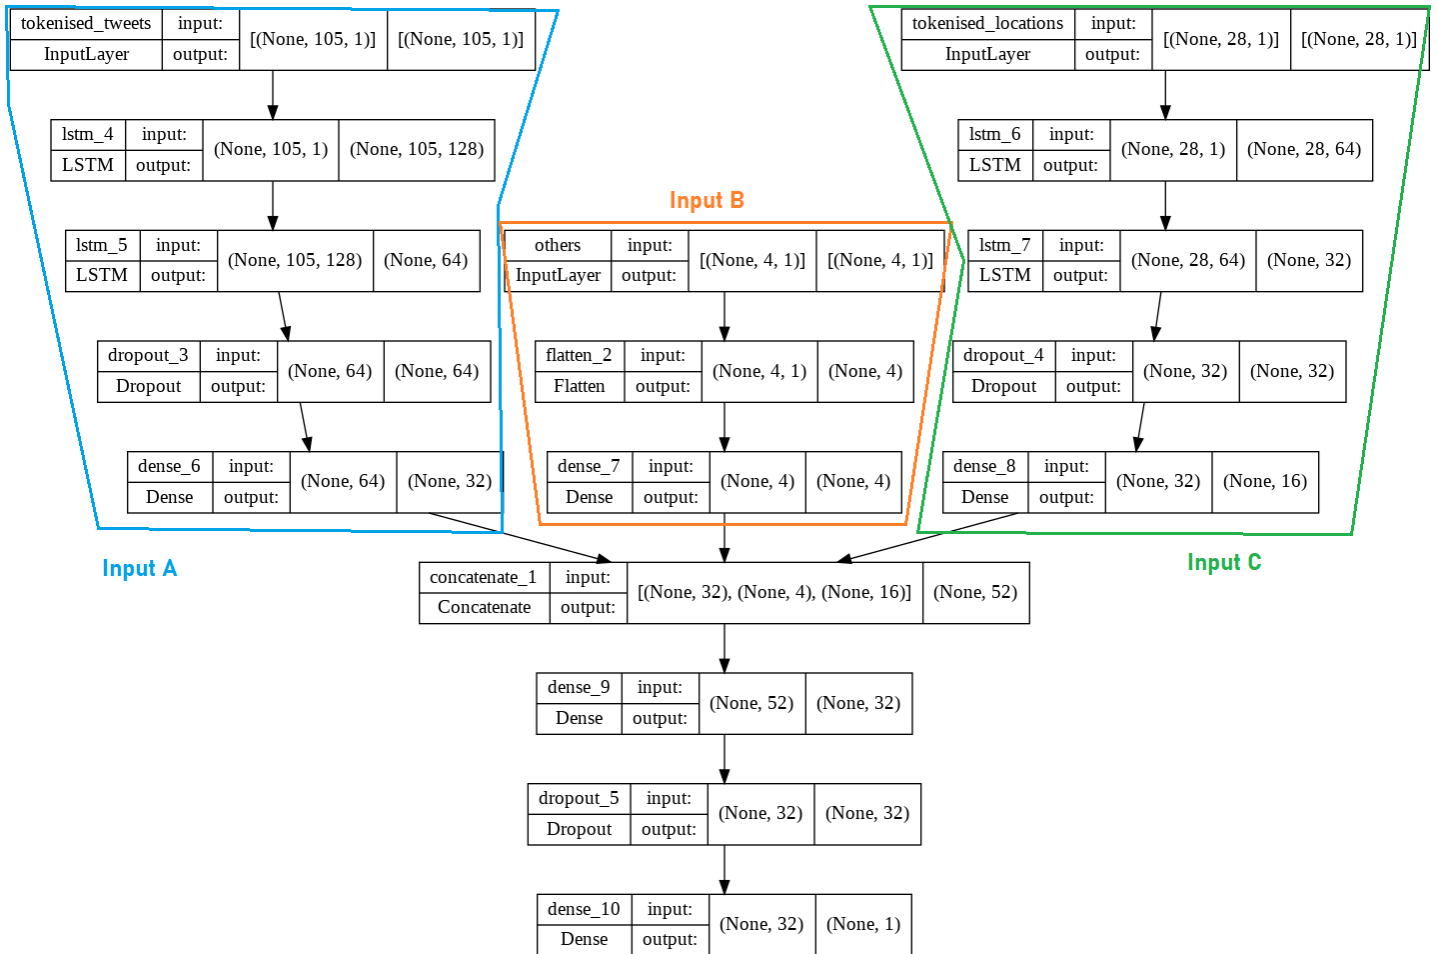 tokenised_tweets input: [(None, 105, 1)] [(None, 105, 1)]
InputLayer output:
tokenised_locations input: [(None, 28, 1)] [(None, 28, 1)]
InputLayer output:
lstm_4 input: (None, 105, 1) (None, 105, 128)
LSTM output:
lstm_6 input: (None, 28, 1) (None, 28, 64)
LSTM output:
Input B
lstm_5 input: (None, 105, 128) (None, 64)
LSTM output:
others input: [(None, 4, 1)] [(None, 4, 1)]
InputLayer output:
lstm_7 input: (None, 28, 64) (None, 32)
LSTM output:
dropout_3 input: (None, 64) (None, 64)
Dropout output:
flatten_2 input: (None, 4, 1) (None, 4)
Flatten output:
dropout_4 input: (None, 32) (None, 32)
Dropout output:
dense_6 input: (None, 64) (None, 32)
Dense output:
dense_7 input: (None, 4) (None, 4)
Dense output:
dense_8 input: (None, 32) (None, 16)
Dense output:
Input A
Input C
concatenate_1 input: [(None, 32), (None, 4), (None, 16)] (None, 52)
Concatenate output:
dense_9 input: (None, 52) (None, 32)
Dense output:
dropout_5 input: (None, 32) (None, 32)
Dropout output:
dense_10 input: (None, 32) (None, 1)
Dense output: